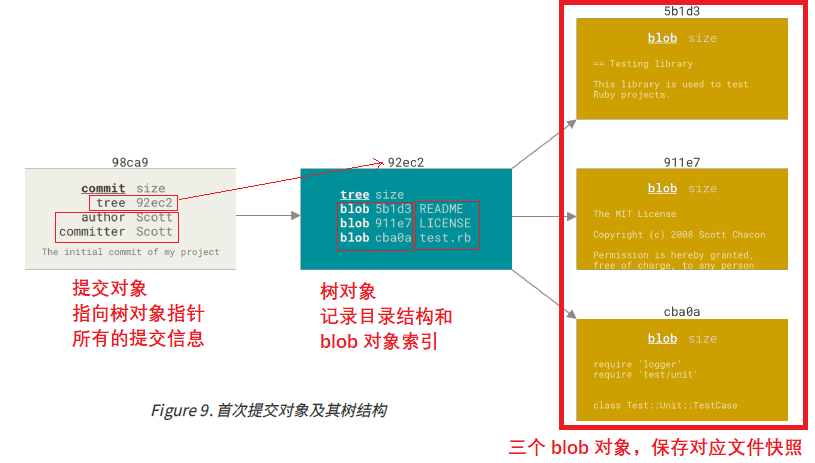 98ca9
commit size
tree 92ec2
author Scott
committer Scott
The initial commit of my project
提交对象
指向树对象指针
所有的提交信息
92ec2
tree size
blob 5b1d3 README
blob 911e7 LICENSE
blob cba0a test.rb
树对象
记录目录结构和
blob 对象索引
5b1d3
blob size
== Testing library
This library is used to test
Ruby projects.
911e7
blob size
The MIT License
Copyright (c) 2008 Scott Chacon
Permission is hereby granted,
free of charge, to any person
cba0a
blob size
require 'logger'
require 'test/unit'
class Test::Unit::TestCase
Figure 9. 首次提交对象及其树结构
三个 blob 对象，保存对应文件快照